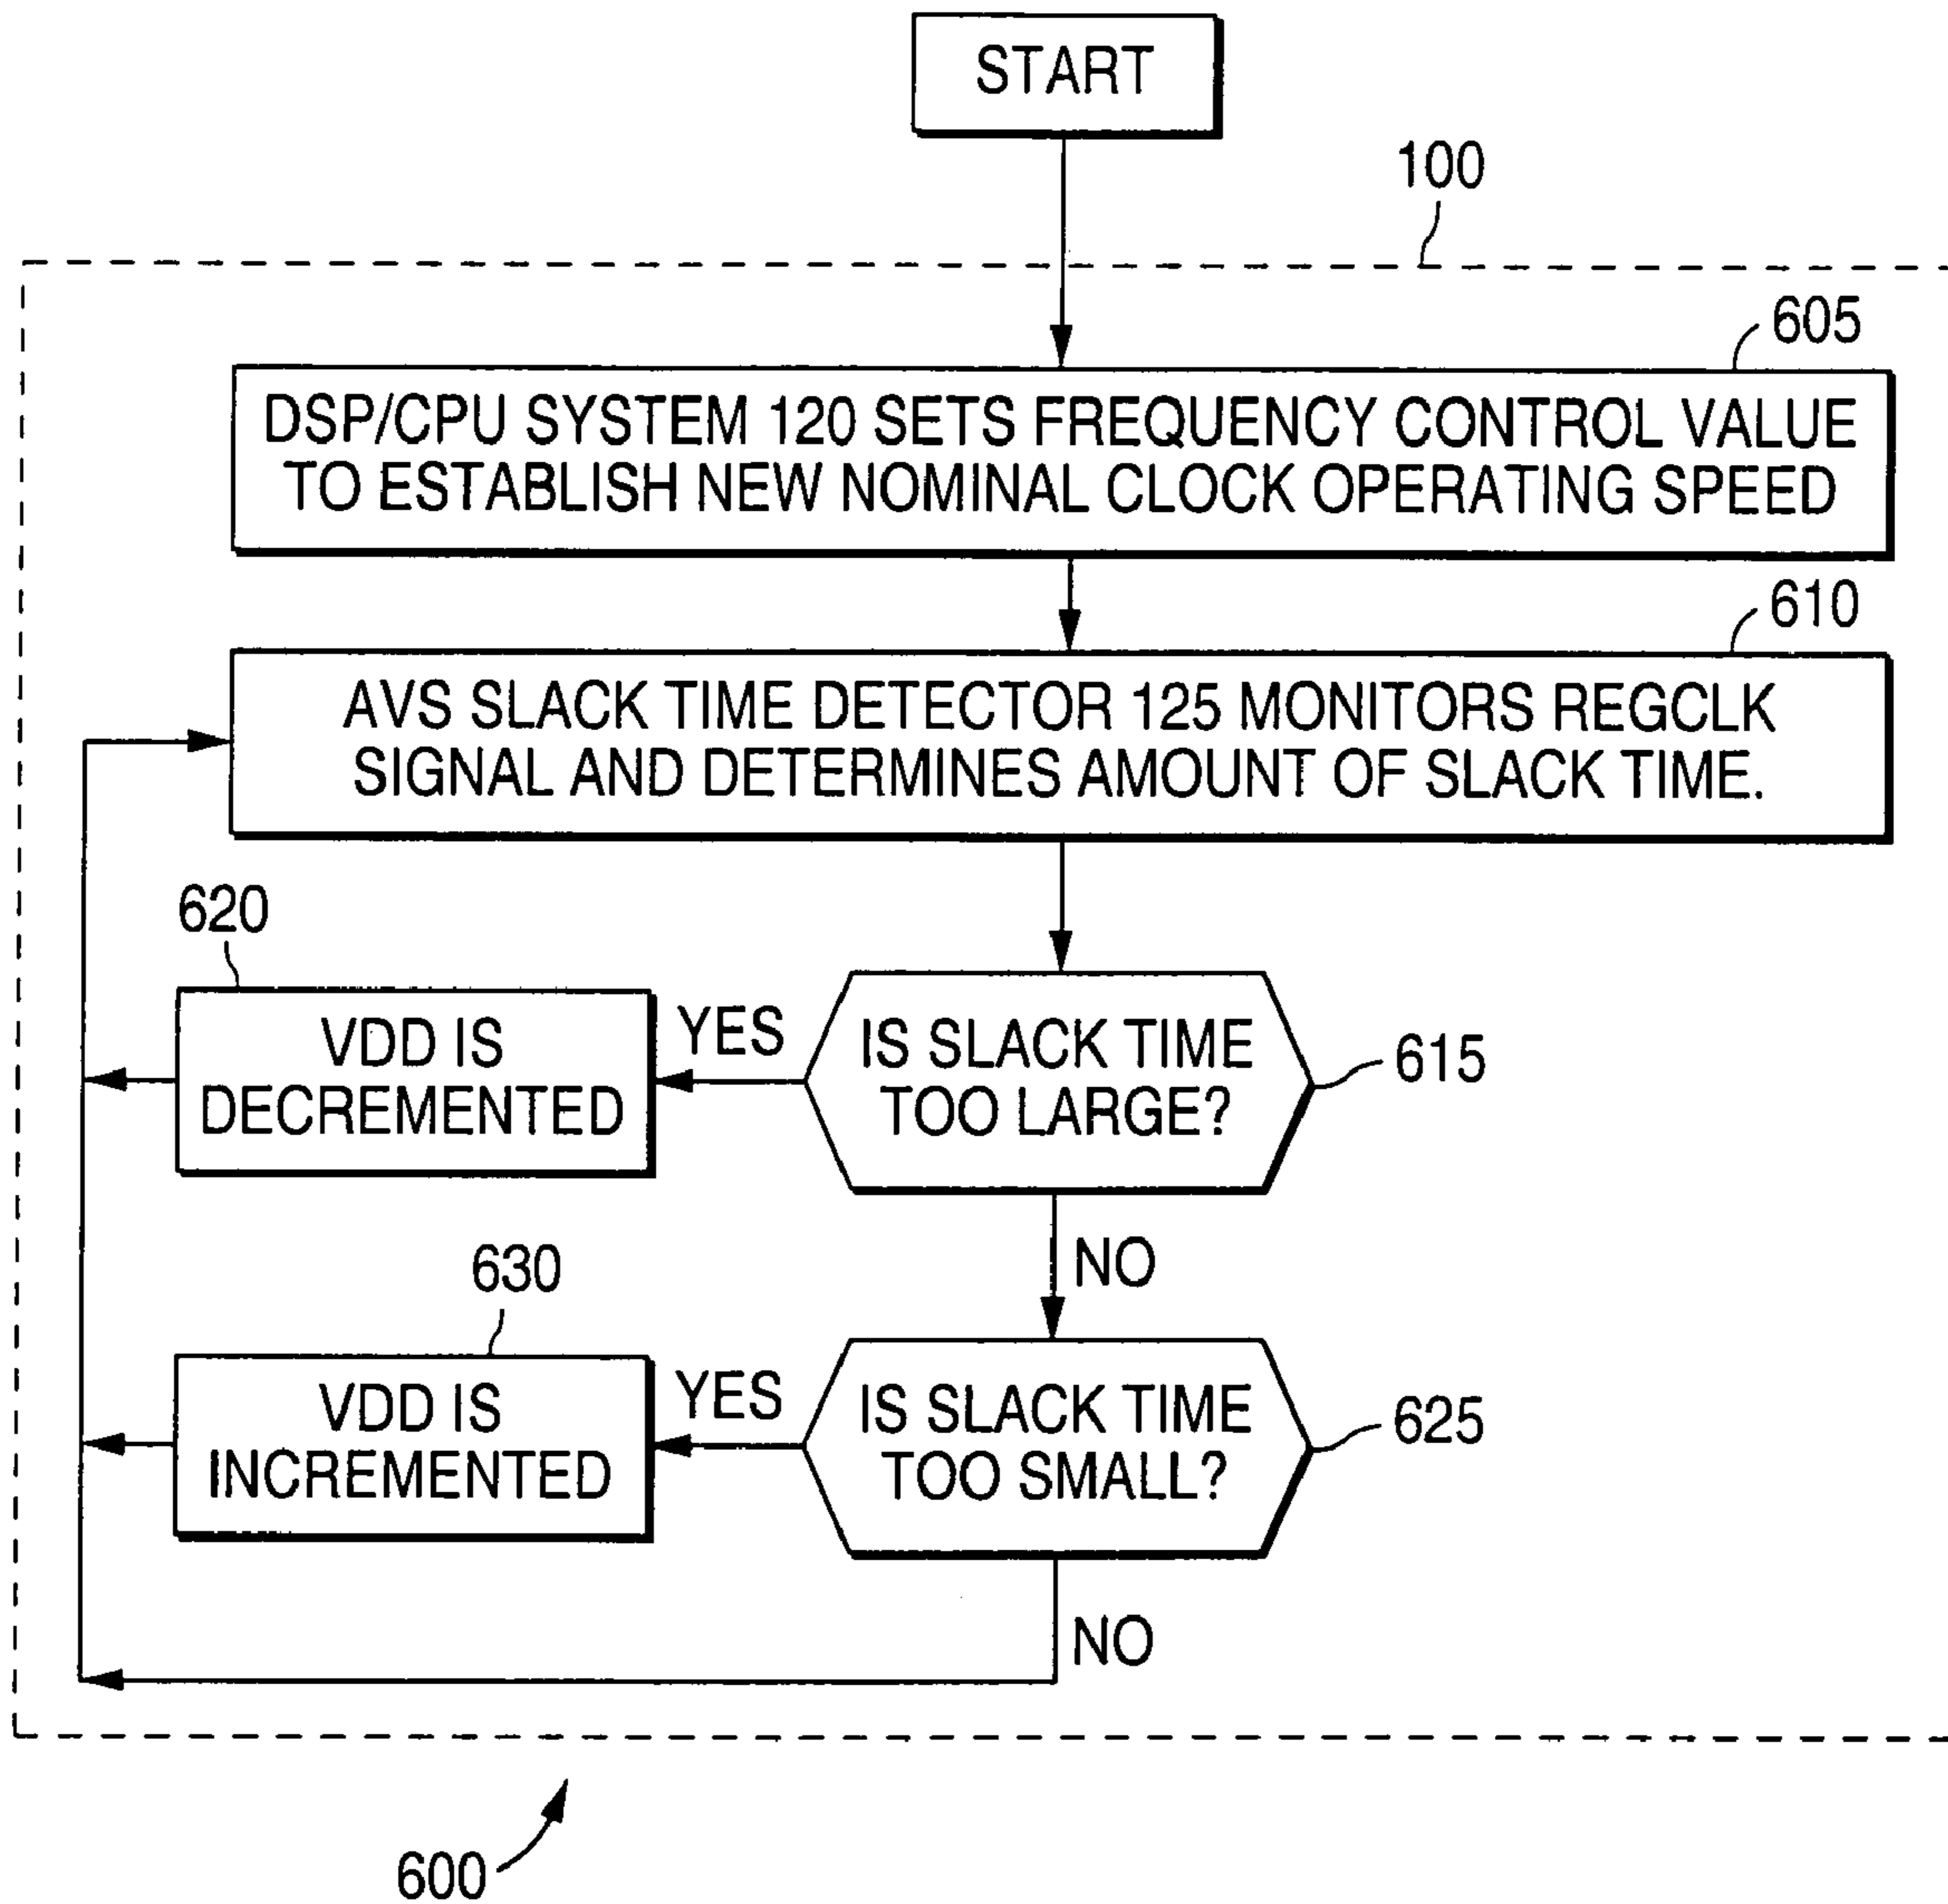 START
100
605
DSP/CPU SYSTEM 120 SETS FREQUENCY CONTROL VALUE
TO ESTABLISH NEW NOMINAL CLOCK OPERATING SPEED
610
AVS SLACK TIME DETECTOR 125 MONITORS REGCLK
SIGNAL AND DETERMINES AMOUNT OF SLACK TIME.
620
VDD IS
DECREMENTED
YES
IS SLACK TIME
TOO LARGE?
615
NO
630
VDD IS
INCREMENTED
YES
IS SLACK TIME
TOO SMALL?
625
NO
600